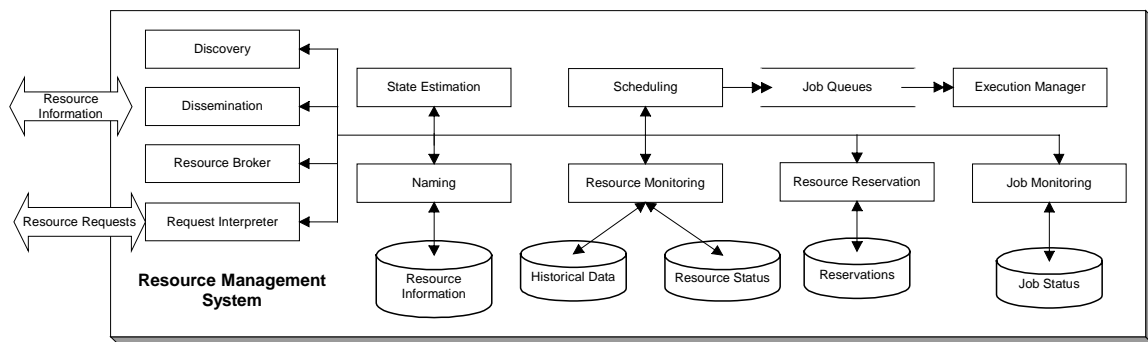 Discovery
Resource
Information
Dissemination
State Estimation
Scheduling
Job Queues
Execution Manager
Resource Broker
Naming
Resource Monitoring
Resource Reservation
Job Monitoring
Resource Requests
Request Interpreter
Resource Management
System
Resource
Information
Historical Data
Resource Status
Reservations
Job Status